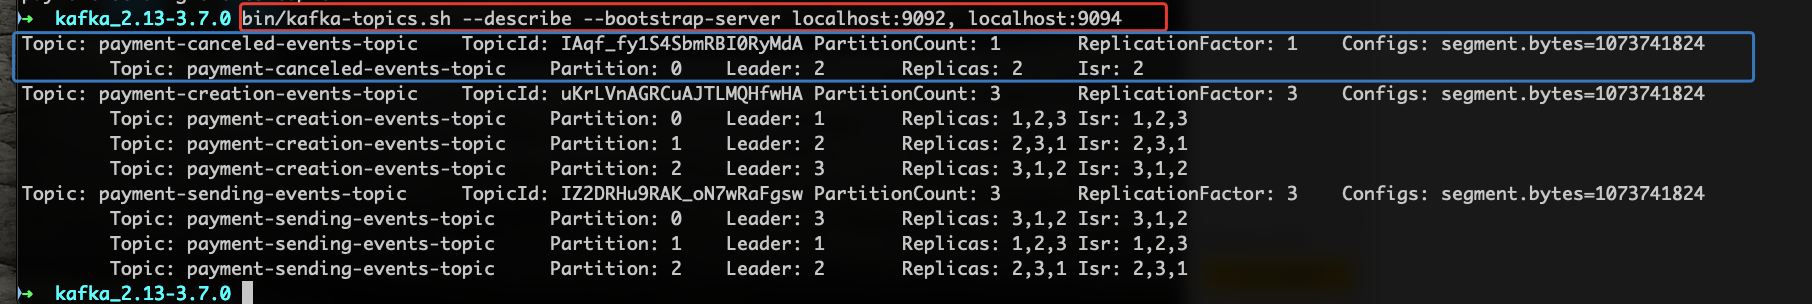 ➜ kafka_2.13-3.7.0 bin/kafka-topics.sh --describe --bootstrap-server localhost:9092, localhost:9094
Topic: payment-canceled-events-topic TopicId: IAqf_fy1S4SbmRBI0RyMdA PartitionCount: 1 ReplicationFactor: 1 Configs: segment.bytes=1073741824
Topic: payment-canceled-events-topic Partition: 0 Leader: 2 Replicas: 2 Isr: 2
Topic: payment-creation-events-topic TopicId: uKrLVnAGRCuAJTLMQHfwHA PartitionCount: 3 ReplicationFactor: 3 Configs: segment.bytes=1073741824
Topic: payment-creation-events-topic Partition: 0 Leader: 1 Replicas: 1,2,3 Isr: 1,2,3
Topic: payment-creation-events-topic Partition: 1 Leader: 2 Replicas: 2,3,1 Isr: 2,3,1
Topic: payment-creation-events-topic Partition: 2 Leader: 3 Replicas: 3,1,2 Isr: 3,1,2
Topic: payment-sending-events-topic TopicId: IZ2DRHu9RAK_oN7wRaFgsw PartitionCount: 3 ReplicationFactor: 3 Configs: segment.bytes=1073741824
Topic: payment-sending-events-topic Partition: 0 Leader: 3 Replicas: 3,1,2 Isr: 3,1,2
Topic: payment-sending-events-topic Partition: 1 Leader: 1 Replicas: 1,2,3 Isr: 1,2,3
Topic: payment-sending-events-topic Partition: 2 Leader: 2 Replicas: 2,3,1 Isr: 2,3,1
➜ kafka_2.13-3.7.0